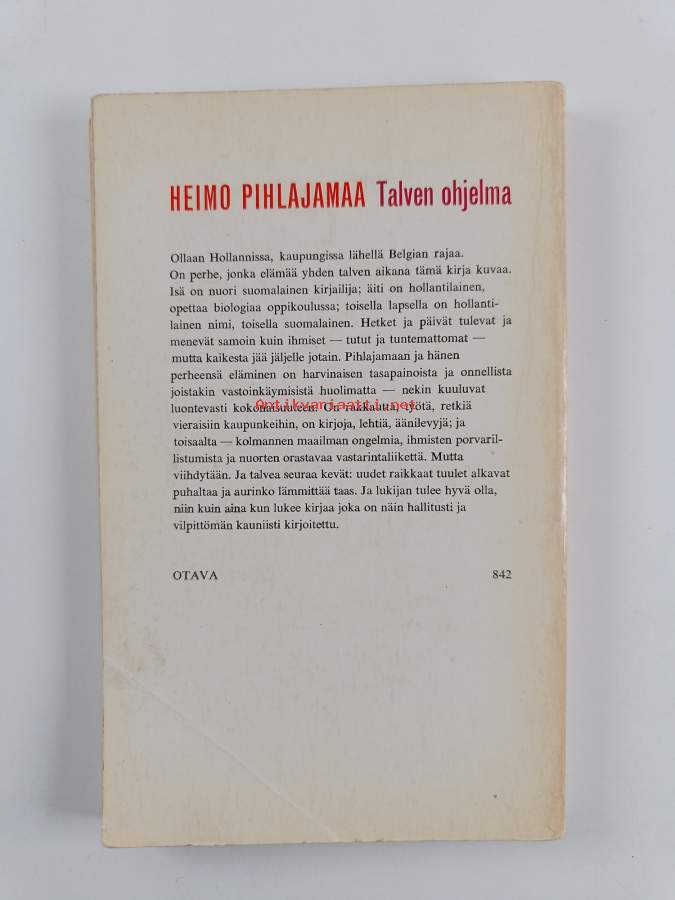 HEIMO PIHLAJAMAA Talven ohjelma
Ollaan Hollannissa, kaupungissa lähellä Belgian rajaa.
On perhe, jonka elämää yhden talven aikana tämä kirja kuvaa.
Isä on nuori suomalainen kirjailija; äiti on hollantilainen,
opettaa biologiaa oppikoulussa; toisella lapsella on hollanti-
lainen nimi, toisella suomalainen. Hetket ja päivät tulevat ja
menevät samoin kuin ihmiset — tutut ja tuntemattomat —
mutta kaikesta jää jäljelle jotain. Pihlajamaan ja hänen
perheensä eläminen on harvinaisen tasapainoista ja onnellista
joistakin vastoinkäymisistä huolimatta — nekin kuuluvat
luontevasti kokonaisuuteen. On rakkautta, työtä, retkiä
Antikvariaatti.net
vieraisiin kaupunkeihin, on kirjoja, lehtiä, äänilevyjä; ja
toisaalta — kolmannen maailman ongelmia, ihmisten porvaril-
listumista ja nuorten orastavaa vastarintaliikettä. Mutta
viihdytään. Ja talvea seuraa kevät: uudet raikkaat tuulet alkavat
puhaltaa ja aurinko lämmittää taas. Ja lukijan tulee hyvä olla,
niin kuin aina kun lukee kirjaa joka on näin hallitusti ja
vilpittömän kauniisti kirjoitettu.
OTAVA 842